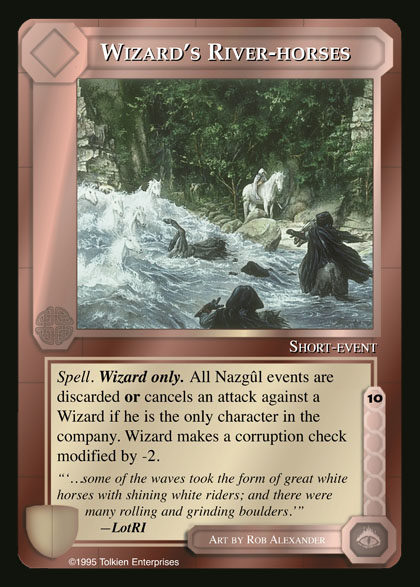 Wizard's River-horses
Short-event
Spell. Wizard only. All Nazgûl events are
discarded or cancels an attack against a
Wizard if he is the only character in the
company. Wizard makes a corruption check
modified by -2.
10
"'…some of the waves took the form of great white
horses with shining white riders; and there were
many rolling and grinding boulders.'"
—LotRI
Art by Rob Alexander
©1995 Tolkien Enterprises